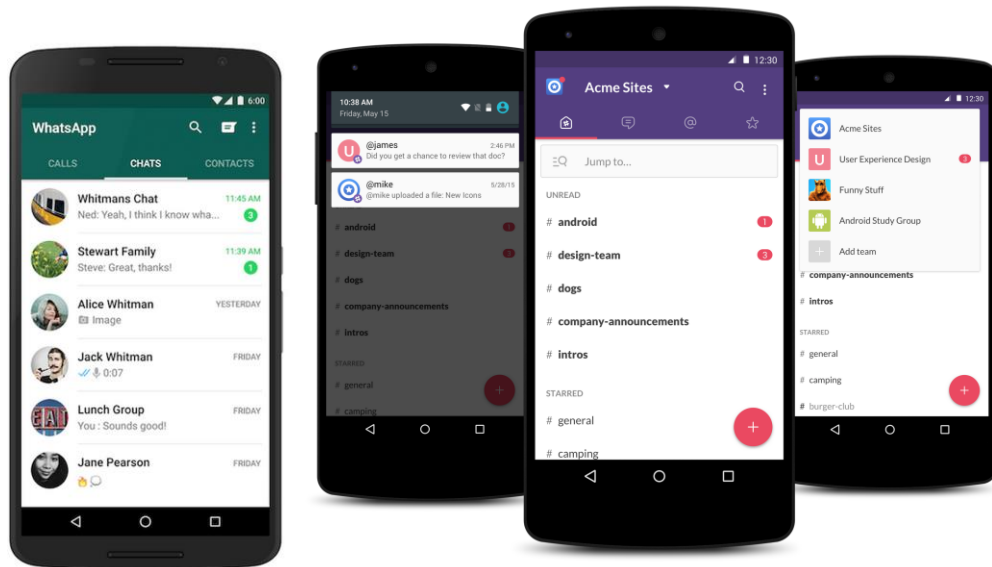 6:00
WhatsApp
CALLS CHATS CONTACTS
Whitmans Chat 11:45 AM
Ned: Yeah, I think I know wha... 3
Stewart Family 11:39 AM
Steve: Great, thanks! 1
Alice Whitman YESTERDAY
Image
Jack Whitman FRIDAY
0:07
Lunch Group FRIDAY
You : Sounds good!
EAT
Jane Pearson FRIDAY
10:38 AM
Friday, May 15
U
@james 2:46 PM
Did you get a chance to review that doc?
@mike 5/28/15
@mike uploaded a file: New Icons
# android 1
# design-team
# dogs
# company-announcements
# intros
STARRED
# general
# camping
12:30
Acme Sites
@
Jump to...
UNREAD
# android 1
# design-team 3
# dogs
# company-announcements
# intros
STARRED
# general
# camping
12:30
Acme Sites
U User Experience Design
Funny Stuff
Android Study Group
+ Add team
# company-announcements
# intros
STARRED
# general
# camping
# burger-club